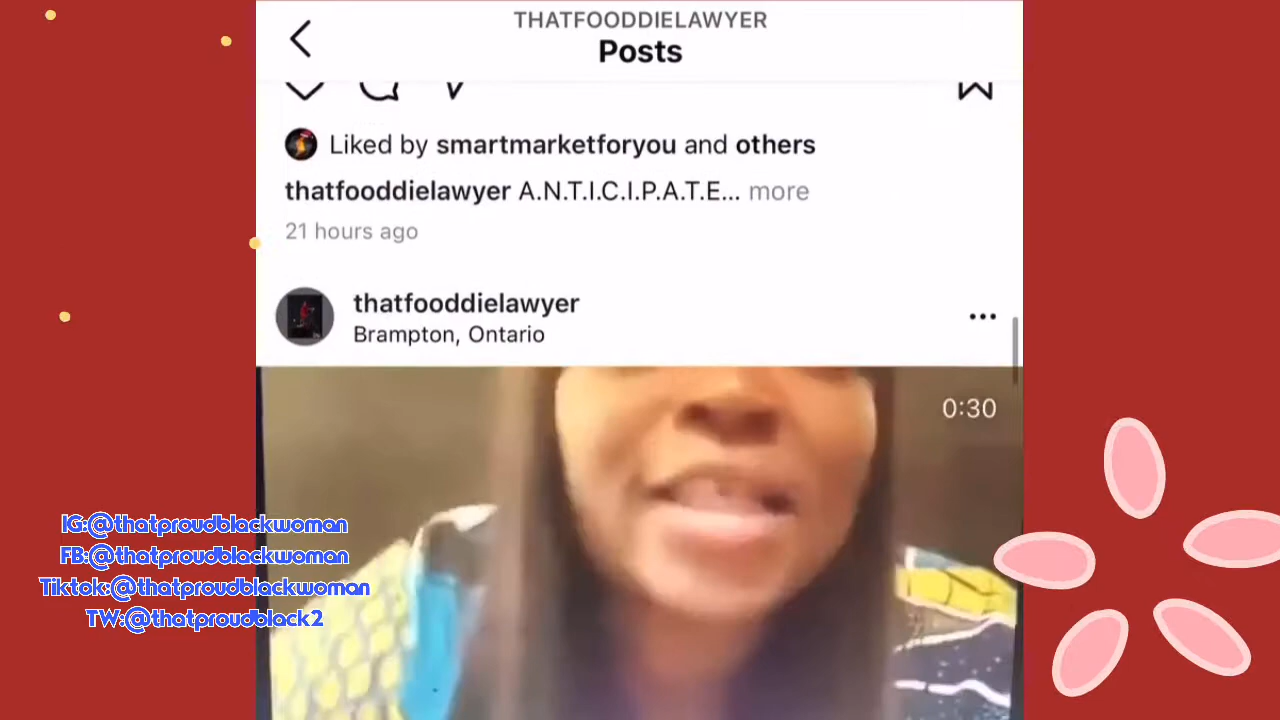 THATFOODDIELAWYER
Posts
Liked by smartmarketforyou and others
thatfooddielawyer A.N.T.I.C.I.P.A.T.E... more
21 hours ago
thatfooddielawyer
Brampton, Ontario
0:30
IG:@thatproudblackwoman
FB:@thatproudblackwoman
Tiktok:@thatproudblackwoman
TW:@thatproudblack2